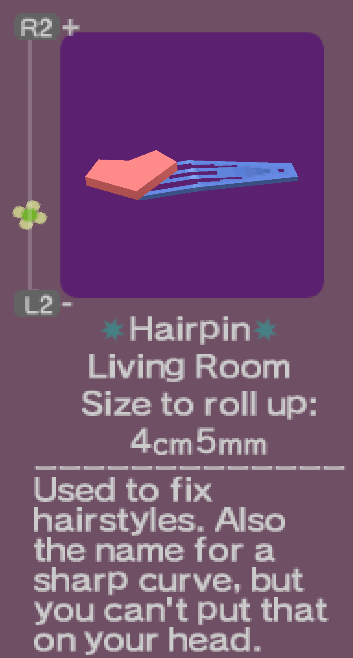 R2 +
L2 -
Hairpin
Living Room
Size to roll up:
4cm5mm
Used to fix
hairstyles. Also
the name for a
sharp curve, but
you can't put that
on your head.